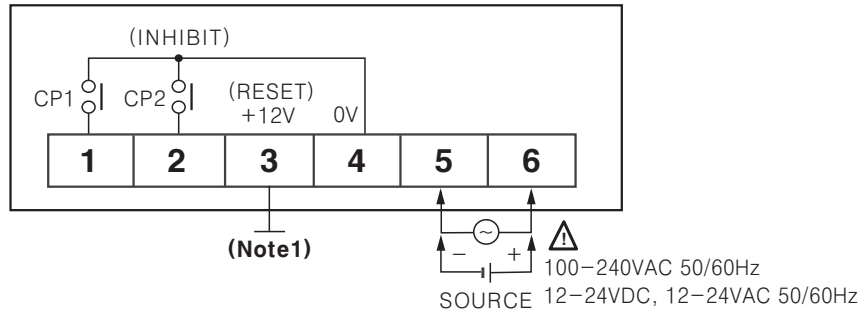 (INHIBIT)
CP1 CP2 (RESET)
+12V 0V
1 2 3 4 5 6
(Note1)
− +
100−240VAC 50/60Hz
SOURCE 12−24VDC, 12−24VAC 50/60Hz